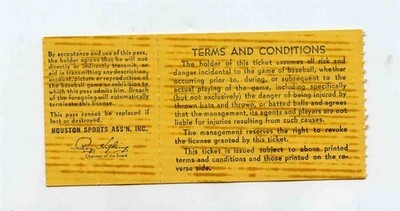 By acceptance and use of this pass,
the holder agrees that he will not
directly or indirectly transmit, or
aid in transmitting any description,
account, picture or reproduction of
the baseball game or exhibition to
which this pass admits him. Breach
of the foregoing will automatically
terminate this license.
This pass cannot be replaced if
lost or destroyed.
HOUSTON SPORTS ASS'N, INC.
Chairman of the Board
TERMS AND CONDITIONS
The holder of this ticket assumes all risk and
danger incidental to the game of baseball, whether
occurring prior to, during, or subsequent to the
actual playing of the game, including specifically
(but not exclusively) the danger of being injured by
thrown bats and thrown, or batted balls and agrees
that the management, its agents and players are not
liable for injuries resulting from such causes.
The management reserves the right to revoke
the license granted by this ticket.
This ticket is issued subject to above printed
terms and conditions and those printed on the re-
verse side.